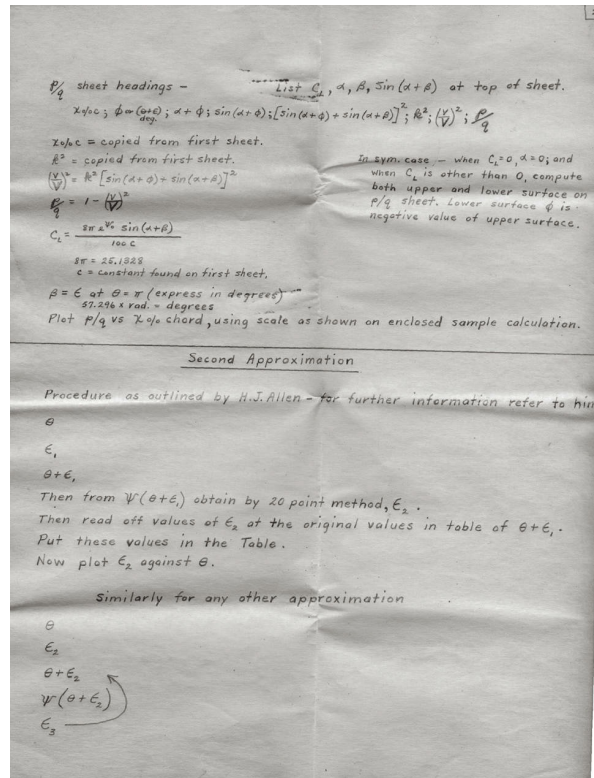 P/q sheet headings - List C_L, α, β, Sin (α+β) at top of sheet.
x%c; ϕ or (θ+ε) deg.; α+ϕ; sin(α+ϕ); [sin(α+ϕ) + sin(α+β)]²; k²; (v/V)²; P/q
x%c = copied from first sheet.
k² = copied from first sheet.
(v/V)² = k² [sin(α+ϕ) + sin(α+β)]²
P/q = 1 - (v/V)²
C_L = 8π e^ψ₀ sin(α+β) / 100 c
8π = 25.1328
c = constant found on first sheet.
In sym. case - when C_L = 0, α = 0; and
when C_L is other than 0, compute
both upper and lower surface on
P/q sheet. Lower surface ϕ is
negative value of upper surface.
β = ε at θ = π (express in degrees)
57.296 x rad. = degrees
Plot P/q vs x% chord, using scale as shown on enclosed sample calculation.
Second Approximation
Procedure as outlined by H.J. Allen - for further information refer to
θ
ε₁
θ+ε₁
Then from ψ(θ+ε₁) obtain by 20 point method, ε₂.
Then read off values of ε₂ at the original values in table of θ+ε₁.
Put these values in the Table.
Now plot ε₂ against θ.
Similarly for any other approximation
θ
ε₂
θ+ε₂
ψ(θ+ε₂)
ε₃